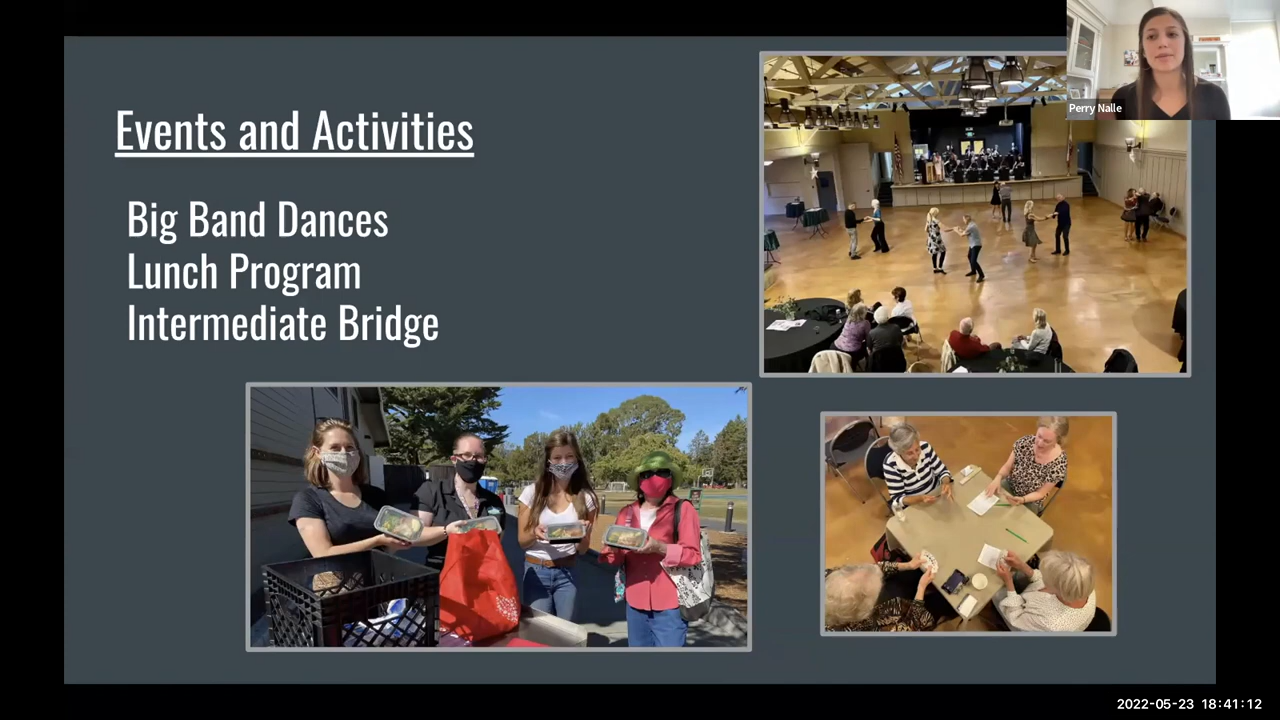 Events and Activities
Big Band Dances
Lunch Program
Intermediate Bridge
Perry Nalle
2022-05-23 18:41:12